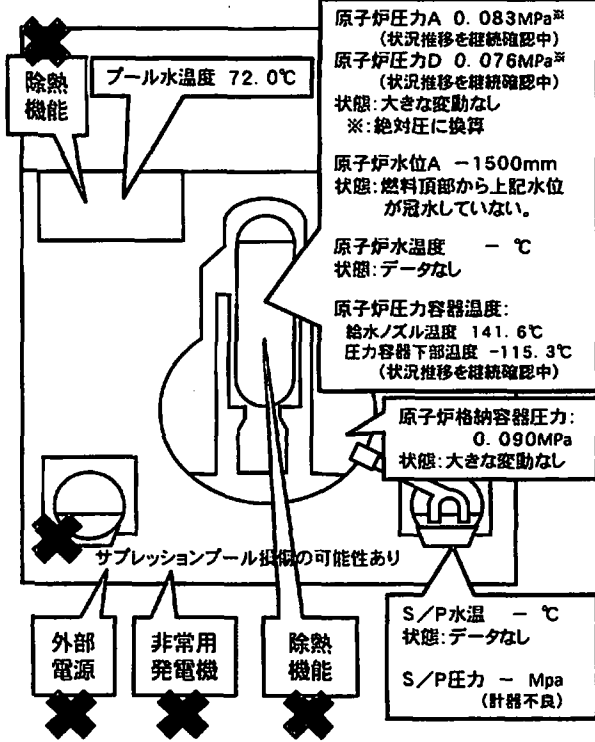 原子炉圧力A 0.083MPa※
(状況推移を継続確認中)
原子炉圧力D 0.076MPa※
(状況推移を継続確認中)
状態:大きな変動なし
※:絶対圧に換算
除熱
機能
プール水温度 72.0℃
原子炉水位A -1500mm
状態:燃料頂部から上記水位
が冠水していない。
原子炉水温度 - ℃
状態:データなし
原子炉圧力容器温度:
給水ノズル温度 141.6℃
圧力容器下部温度 -115.3℃
(状況推移を継続確認中)
原子炉格納容器圧力:
0.090MPa
状態:大きな変動なし
サプレッションプール損傷の可能性あり
外部
電源
非常用
発電機
除熱
機能
S/P水温 - ℃
状態:データなし
S/P圧力 - Mpa
(計器不良)